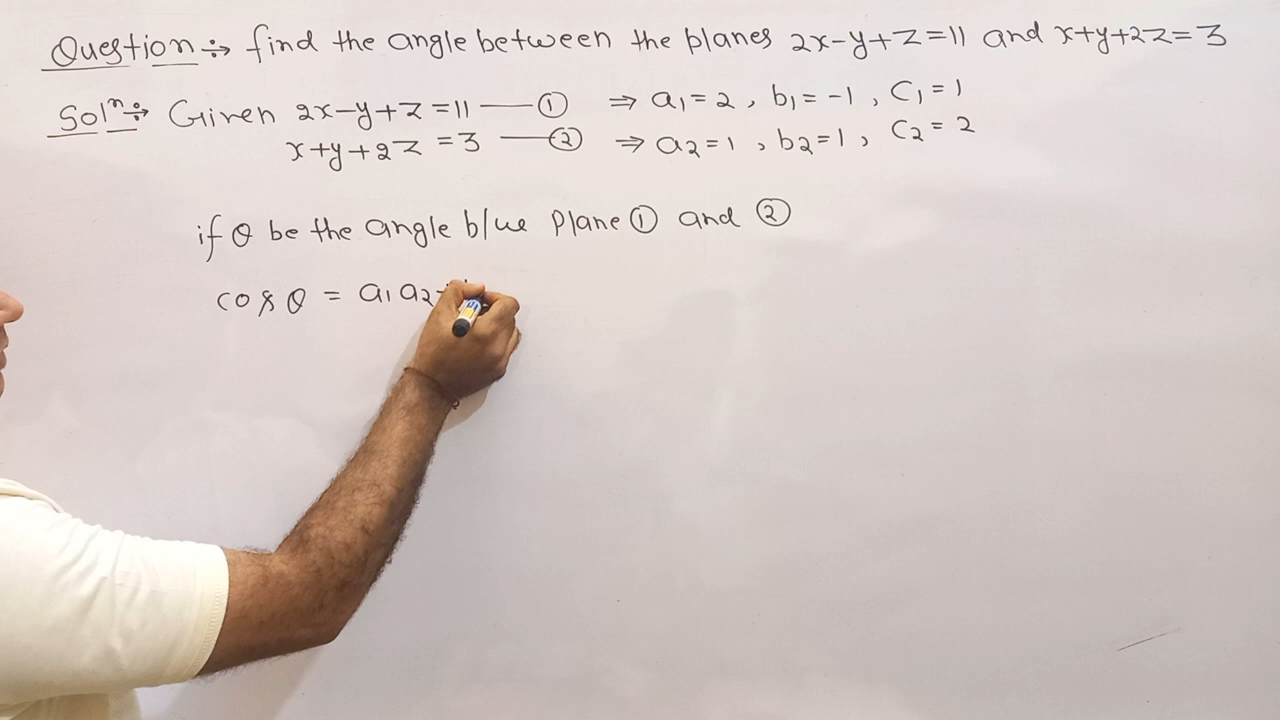 Question :→ find the angle between the planes 2x-y+z=11 and x+y+2z=3
Solⁿ :→ Given 2x-y+z=11 —— ① ⇒ a₁=2, b₁=-1, C₁=1
x+y+2z=3 —— ② ⇒ a₂=1, b₂=1, C₂=2
if θ be the angle b/w Plane ① and ②
cos θ = a₁ a₂